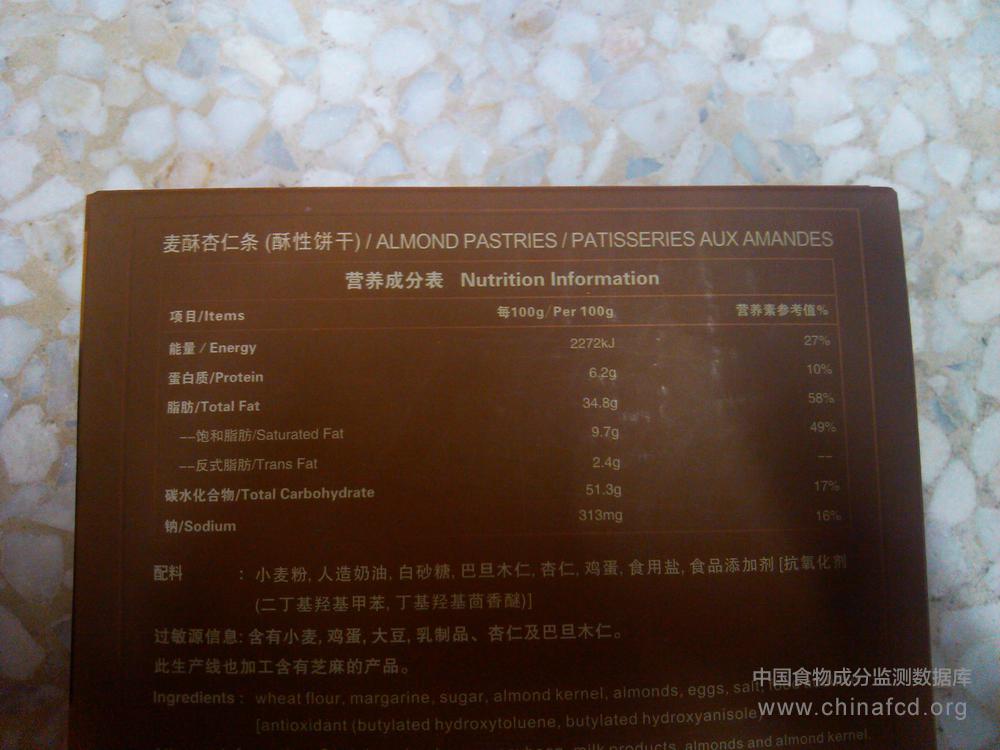 麦酥杏仁条 (酥性饼干) / ALMOND PASTRIES / PATISSERIES AUX AMANDES
营养成分表 Nutrition Information
项目/Items 每100g/Per 100g 营养素参考值%
能量 / Energy 2272kJ 27%
蛋白质/Protein 6.2g 10%
脂肪/Total Fat 34.8g 58%
--饱和脂肪/Saturated Fat 9.7g 49%
--反式脂肪/Trans Fat 2.4g --
碳水化合物/Total Carbohydrate 51.3g 17%
钠/Sodium 313mg 16%
配料 : 小麦粉, 人造奶油, 白砂糖, 巴旦木仁, 杏仁, 鸡蛋, 食用盐, 食品添加剂 [抗氧化剂
(二丁基羟基甲苯, 丁基羟基茴香醚)]
过敏源信息: 含有小麦, 鸡蛋, 大豆, 乳制品、杏仁及巴旦木仁。
此生产线也加工含有芝麻的产品。
Ingredients : wheat flour, margarine, sugar, almond kernel, almonds, eggs, salt,
[antioxidant (butylated hydroxytoluene, butylated hydroxyanisole)
milk products, almonds and almond kernel.
中国食物成分监测数据库
www.chinafcd.org